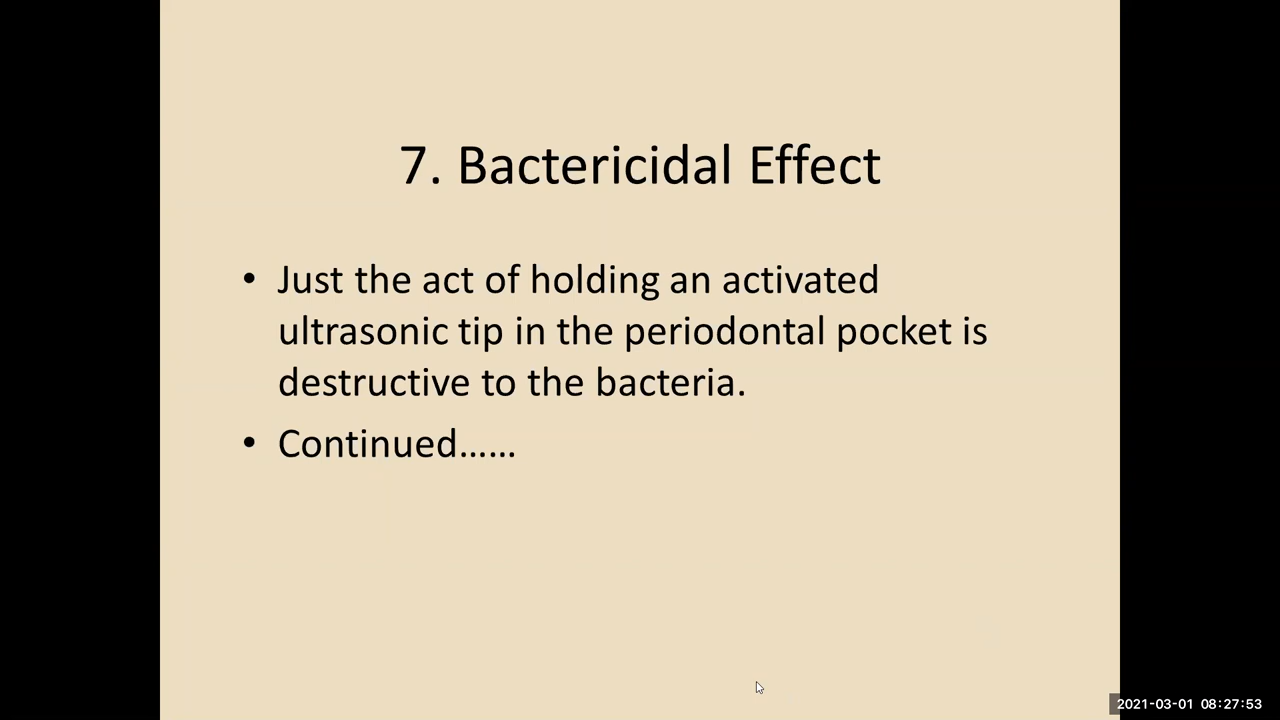 7. Bactericidal Effect
• Just the act of holding an activated
ultrasonic tip in the periodontal pocket is
destructive to the bacteria.
• Continued......
2021-03-01 08:27:53